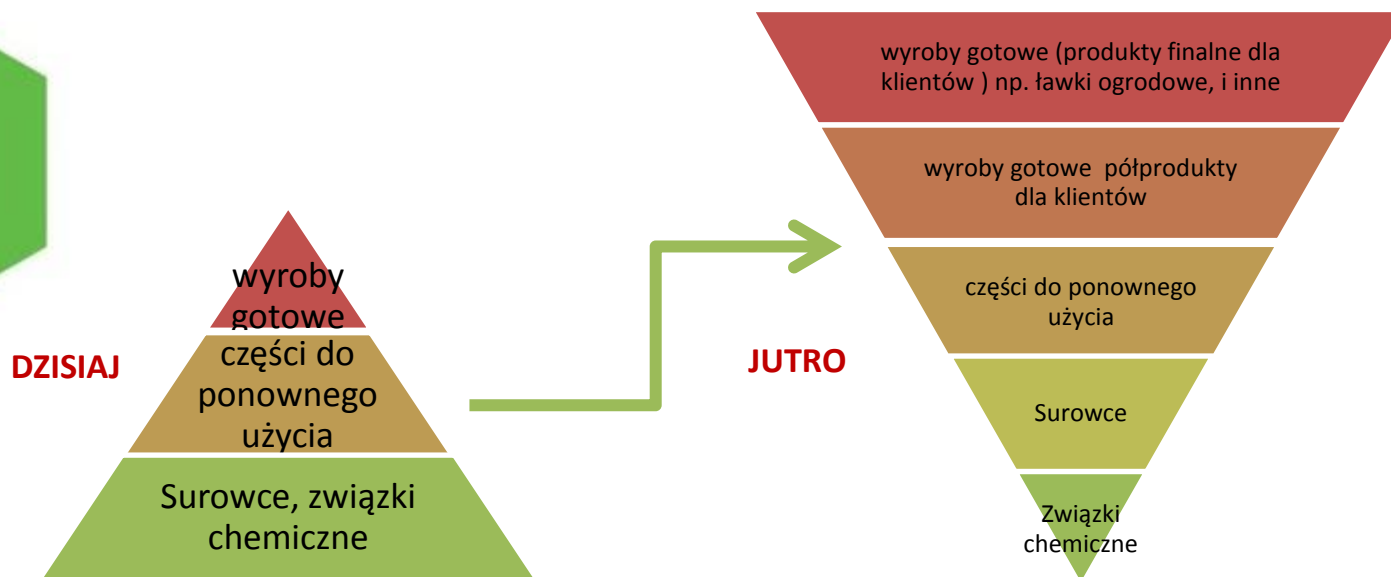 DZISIAJ
wyroby
gotowe
części do
ponownego
użycia
Surowce, związki
chemiczne
JUTRO
wyroby gotowe (produkty finalne dla
klientów ) np. ławki ogrodowe, i inne
wyroby gotowe  półprodukty
dla klientów
części do ponownego
użycia
Surowce
Związki
chemiczne